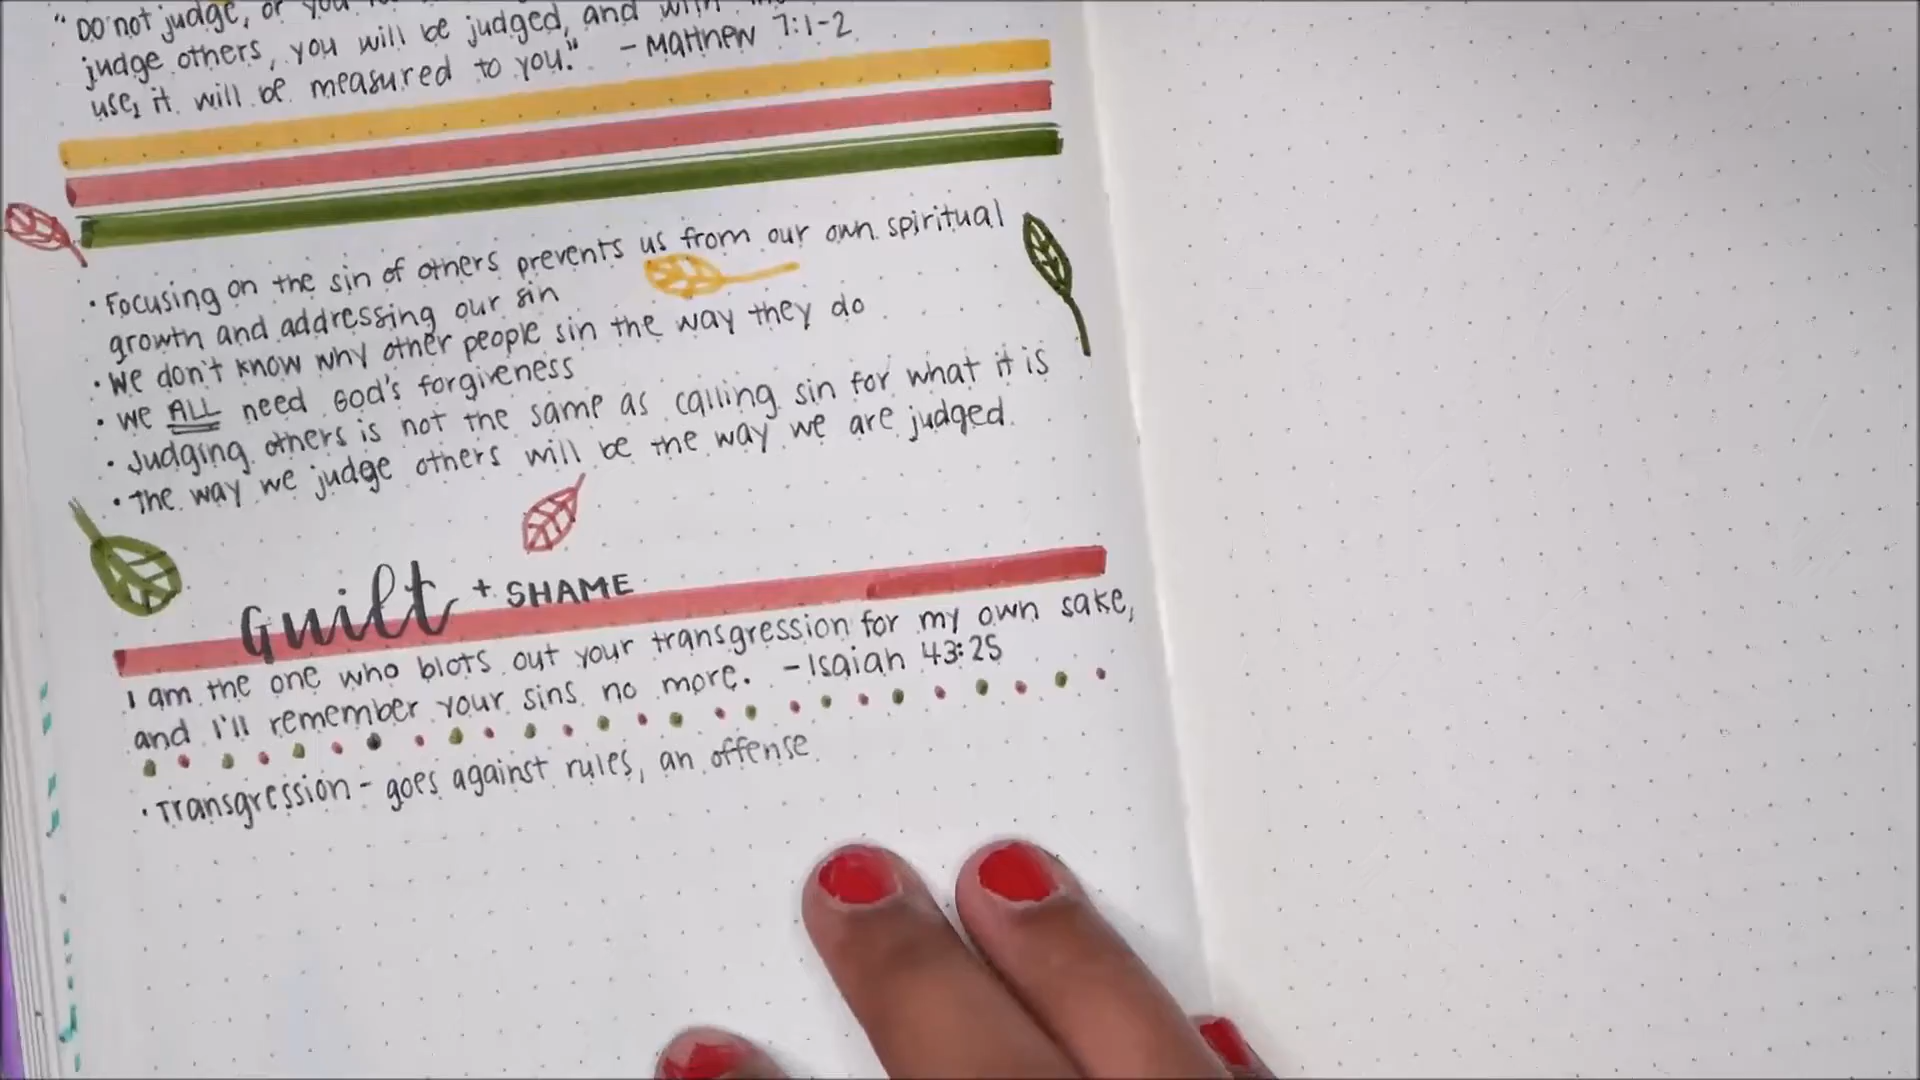 "Do not judge, or you
judge others, you will be judged, and with
use, it will be measured to you." - Matthew 7:1-2
• Focusing on the sin of others prevents us from our own spiritual
growth and addressing our sin
• We don't know why other people sin the way they do
• We ALL need God's forgiveness
• Judging others is not the same as calling sin for what it is
• The way we judge others will be the way we are judged.
Guilt + SHAME
I am the one who blots out your transgression for my own sake,
and I'll remember your sins no more. - Isaiah 43:25
• Transgression - goes against rules, an offense